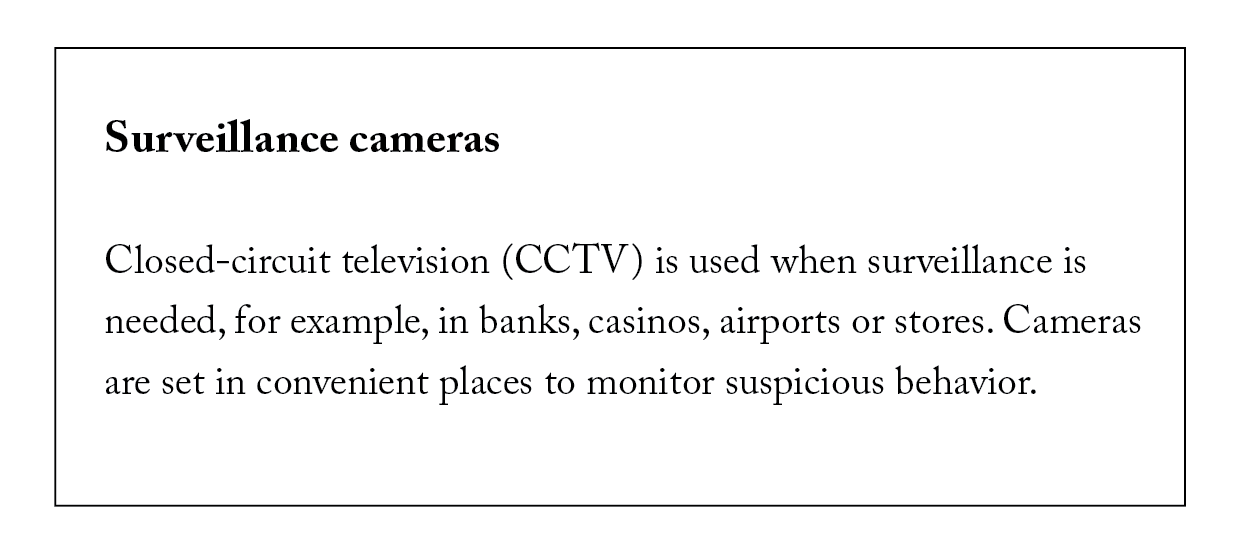 Surveillance cameras
Closed-circuit television (CCTV) is used when surveillance is
needed, for example, in banks, casinos, airports or stores. Cameras
are set in convenient places to monitor suspicious behavior.